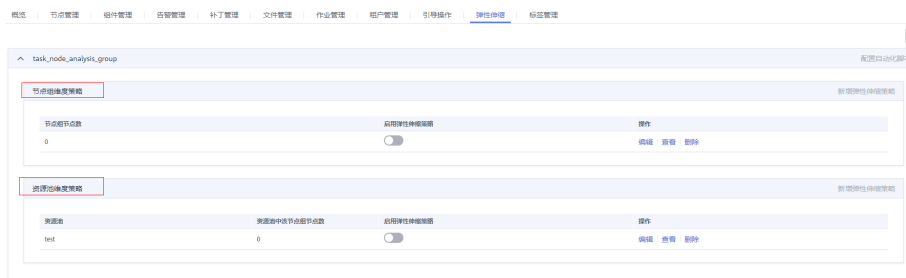 概览 节点管理 组件管理 告警管理 补丁管理 文件管理 作业管理 租户管理 引导操作 弹性伸缩 标签管理
task_node_analysis_group 配置自动化脚
节点组维度策略 新增弹性伸缩策略
节点组节点数 启用弹性伸缩策略 操作
0 编辑 查看 删除
资源池维度策略 新增弹性伸缩策略
资源池 资源池中该节点组节点数 启用弹性伸缩策略 操作
test 0 编辑 查看 删除